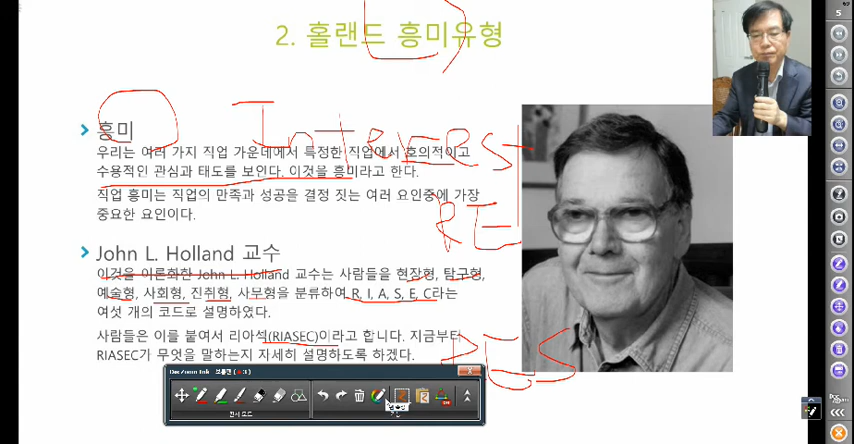 2. 홀랜드 흥미유형
흥미
Interest
우리는 여러 가지 직업 가운데에서 특정한 직업에서 호의적이고
수용적인 관심과 태도를 보인다. 이것을 흥미라고 한다.
직업 흥미는 직업의 만족과 성공을 결정 짓는 여러 요인중에 가장
중요한 요인이다.
RE
John L. Holland 교수
이것을 이론화한 John L. Holland 교수는 사람들을 현장형, 탐구형,
예술형, 사회형, 진취형, 사무형을 분류하여 R, I, A, S, E, C라는
여섯 개의 코드로 설명하였다.
사람들은 이를 붙여서 리아섹(RIASEC)이라고 합니다. 지금부터
RIASEC가 무엇을 말하는지 자세히 설명하도록 하겠다.
5